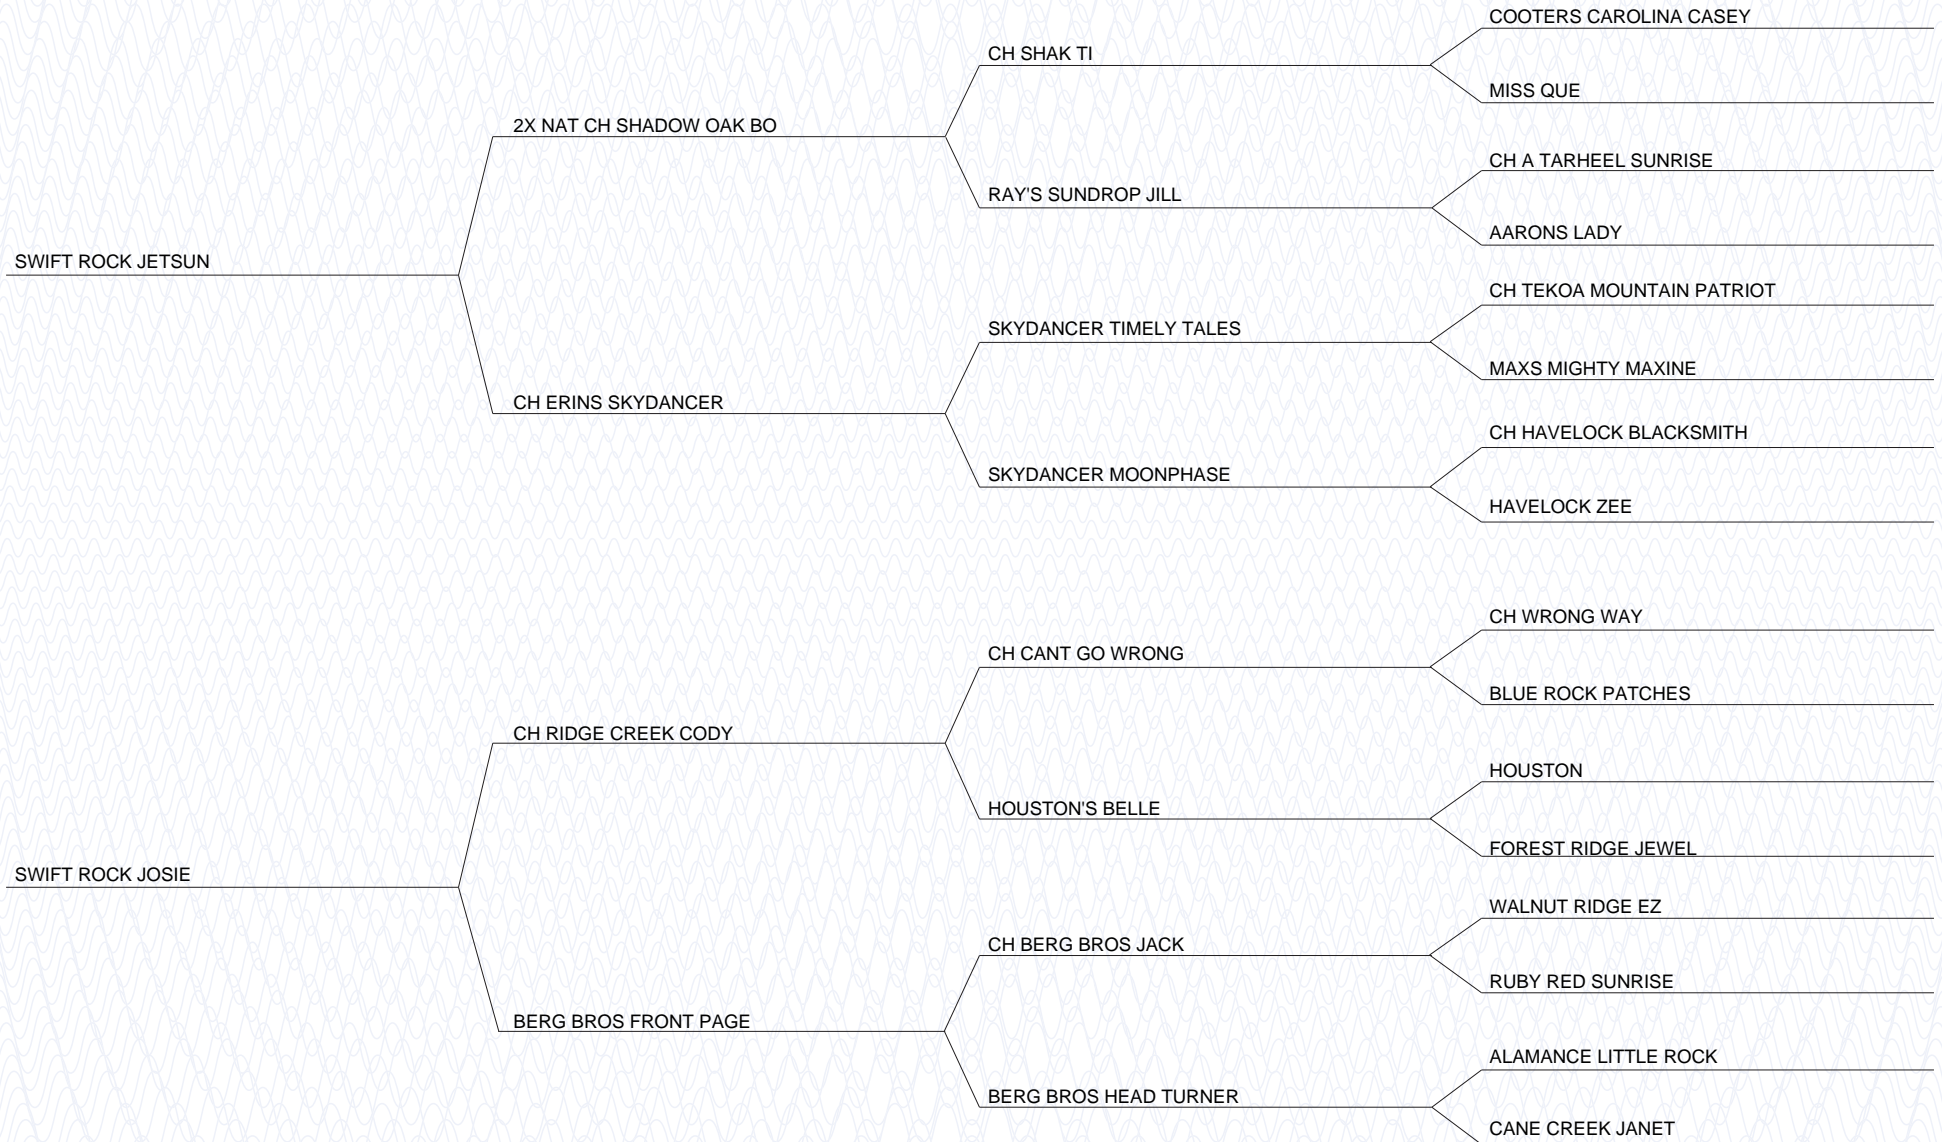 COOTERS CAROLINA CASEY
CH SHAK TI
MISS QUE
2X NAT CH SHADOW OAK BO
CH A TARHEEL SUNRISE
RAY'S SUNDROP JILL
AARONS LADY
SWIFT ROCK JETSUN
CH TEKOA MOUNTAIN PATRIOT
SKYDANCER TIMELY TALES
MAXS MIGHTY MAXINE
CH ERINS SKYDANCER
CH HAVELOCK BLACKSMITH
SKYDANCER MOONPHASE
HAVELOCK ZEE
CH WRONG WAY
CH CANT GO WRONG
BLUE ROCK PATCHES
CH RIDGE CREEK CODY
HOUSTON
HOUSTON'S BELLE
FOREST RIDGE JEWEL
SWIFT ROCK JOSIE
WALNUT RIDGE EZ
CH BERG BROS JACK
RUBY RED SUNRISE
BERG BROS FRONT PAGE
ALAMANCE LITTLE ROCK
BERG BROS HEAD TURNER
CANE CREEK JANET